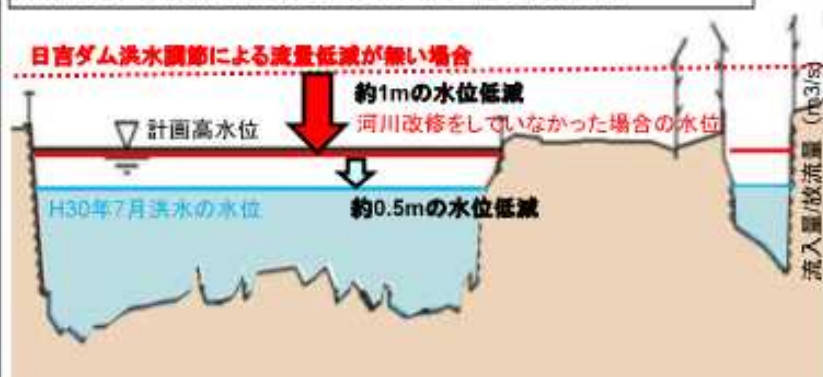 日吉ダム洪水調節による流量低減が無い場合
約1mの水位低減
河川改修をしていなかった場合の水位
計画高水位
H30年7月洪水の水位
約0.5mの水位低減
流入量/放流量 (m3/s)